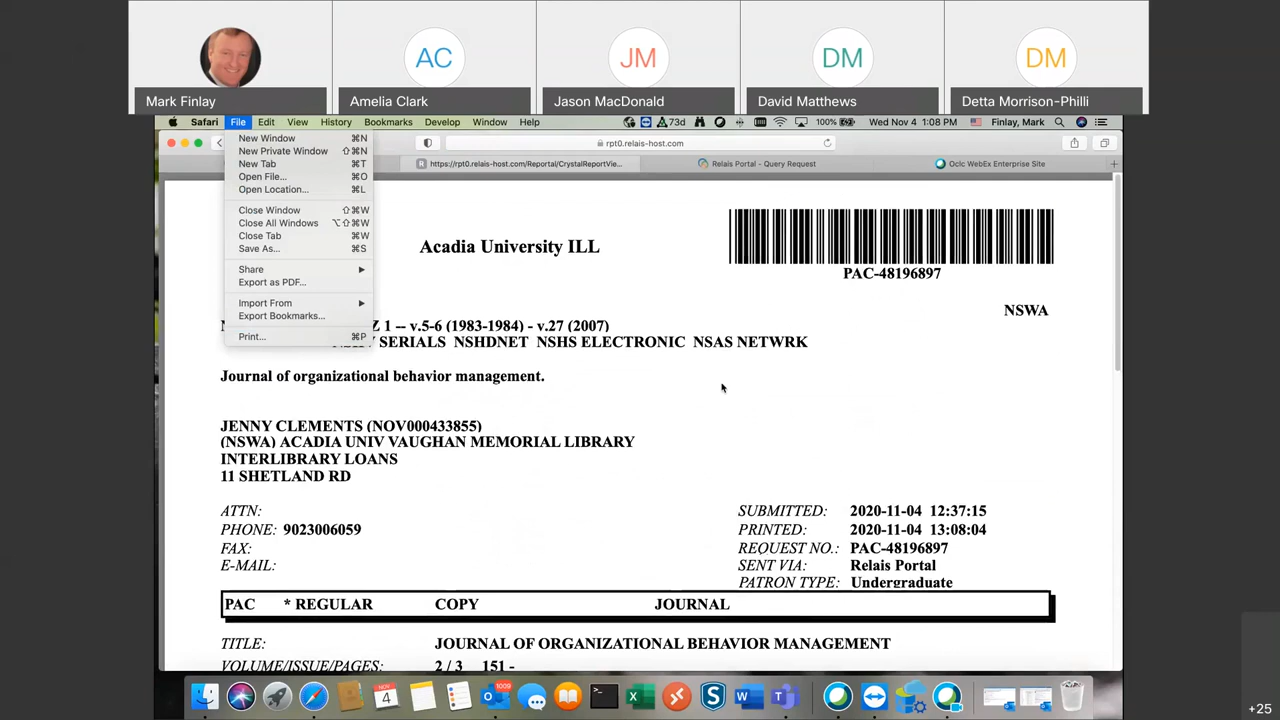 AC JM DM DM
Mark Finlay Amelia Clark Jason MacDonald David Matthews Detta Morrison-Philli
Safari File Edit View History Bookmarks Develop Window Help 73d 100% Wed Nov 4 1:08 PM Finlay, Mark
rpt0.relais-host.com
https://rpt0.relais-host.com/Reportal/CrystalReportVie... Relais Portal - Query Request Oclc WebEx Enterprise Site
New Window ⌘N
New Private Window ⇧⌘N
New Tab ⌘T
Open File... ⌘O
Open Location... ⌘L
Close Window ⇧⌘W
Close All Windows ⌥⇧⌘W
Close Tab ⌘W
Save As... ⌘S
Share
Export as PDF...
Import From
Export Bookmarks...
Print... ⌘P
Acadia University ILL
PAC-48196897
NSWA
Z 1 -- v.5-6 (1983-1984) - v.27 (2007)
SERIALS NSHDNET NSHS ELECTRONIC NSAS NETWRK
Journal of organizational behavior management.
JENNY CLEMENTS (NOV000433855)
(NSWA) ACADIA UNIV VAUGHAN MEMORIAL LIBRARY
INTERLIBRARY LOANS
11 SHETLAND RD
ATTN: SUBMITTED: 2020-11-04 12:37:15
PHONE: 9023006059 PRINTED: 2020-11-04 13:08:04
FAX: REQUEST NO.: PAC-48196897
E-MAIL: SENT VIA: Relais Portal
PATRON TYPE: Undergraduate
PAC * REGULAR COPY JOURNAL
TITLE: JOURNAL OF ORGANIZATIONAL BEHAVIOR MANAGEMENT
VOLUME/ISSUE/PAGES: 2 / 3 151 -
NOV 4 1009
+25